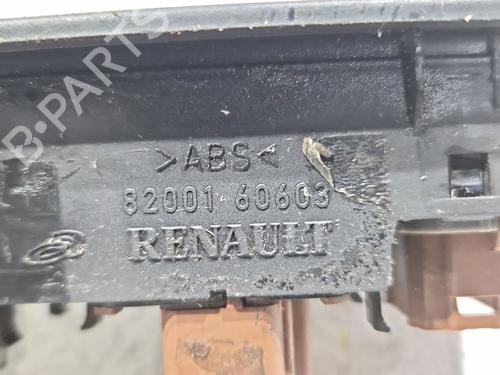 B-PARTS
>ABS<
82001 60603
RENAULT